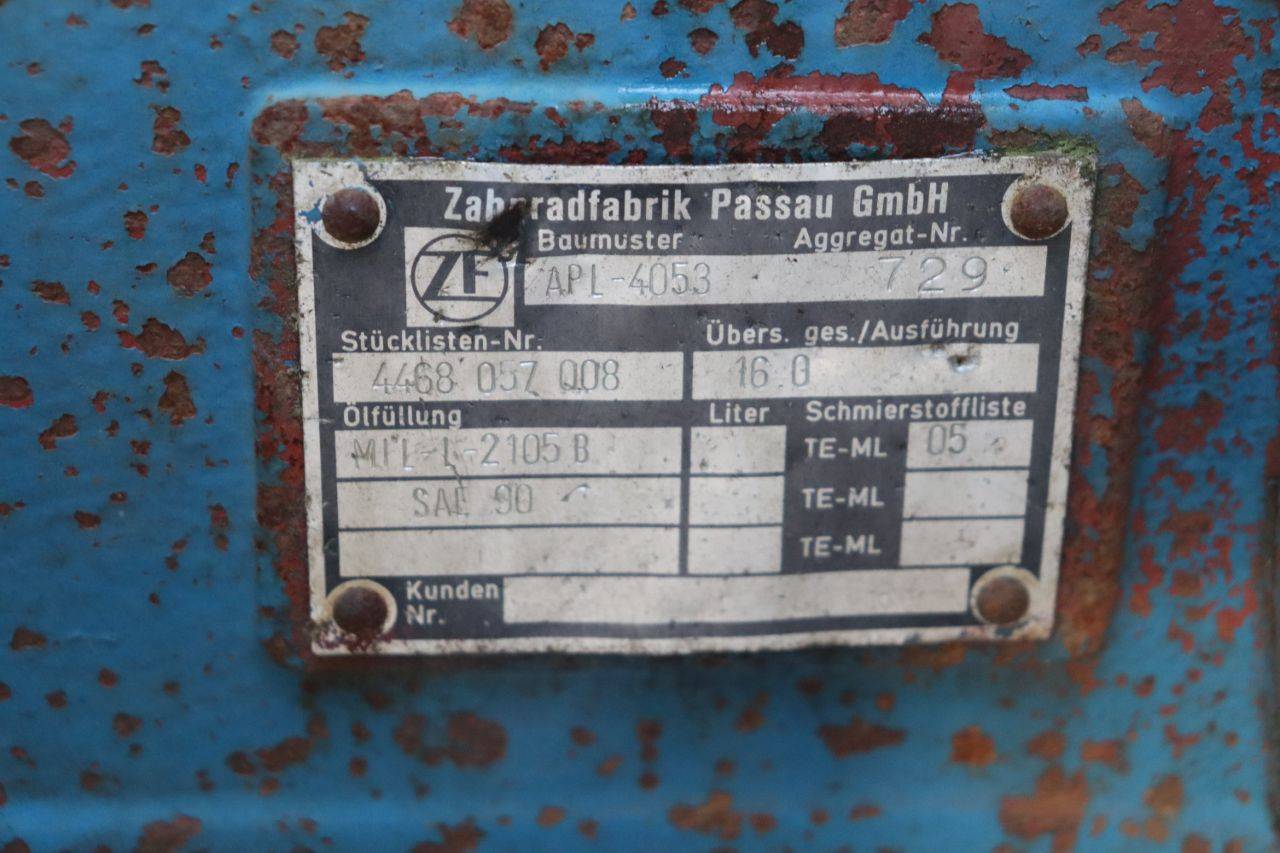 Zahnradfabrik Passau GmbH
ZF
Baumuster Aggregat-Nr.
APL-4053 729
Stücklisten-Nr. Übers. ges./Ausführung
4468 057 008 16.0
Ölfüllung Liter Schmierstoffliste
MIL-L-2105 B TE-ML 05
SAE 90 TE-ML
TE-ML
Kunden
Nr.